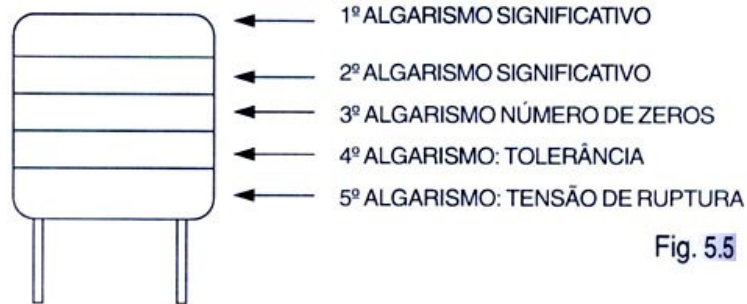 1º ALGARISMO SIGNIFICATIVO
2º ALGARISMO SIGNIFICATIVO
3º ALGARISMO NÚMERO DE ZEROS
4º ALGARISMO: TOLERÂNCIA
5º ALGARISMO: TENSÃO DE RUPTURA
Fig. 5.5